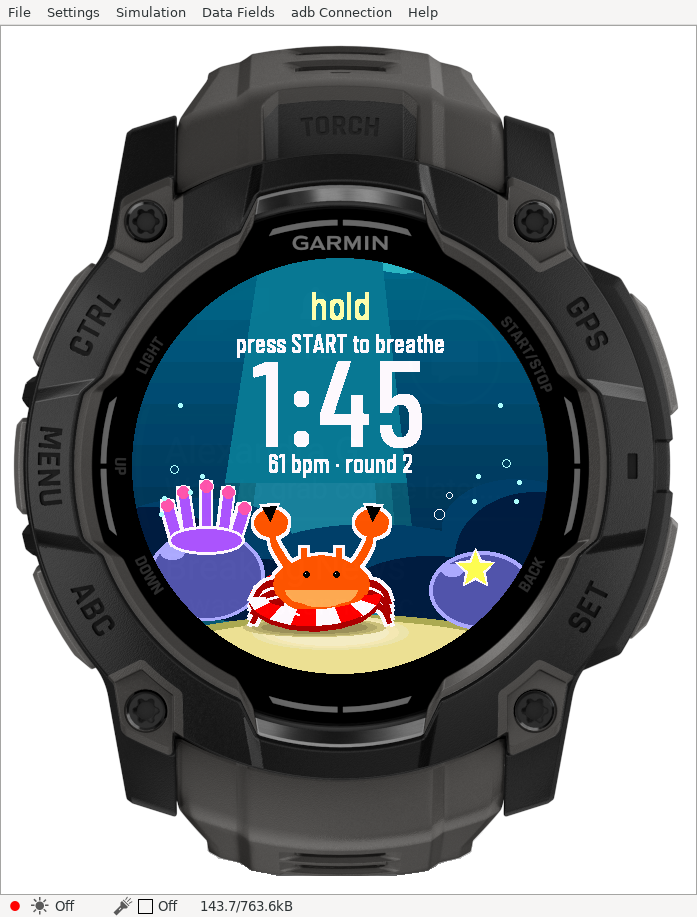 File Settings Simulation Data Fields adb Connection Help
TORCH
GARMIN
CTRL
GPS
LIGHT
START/STOP
hold
press START to breathe
1:45
MENU
UP
61 bpm · round 2
DOWN
BACK
ABC
SET
Off Off 143.7/763.6kB